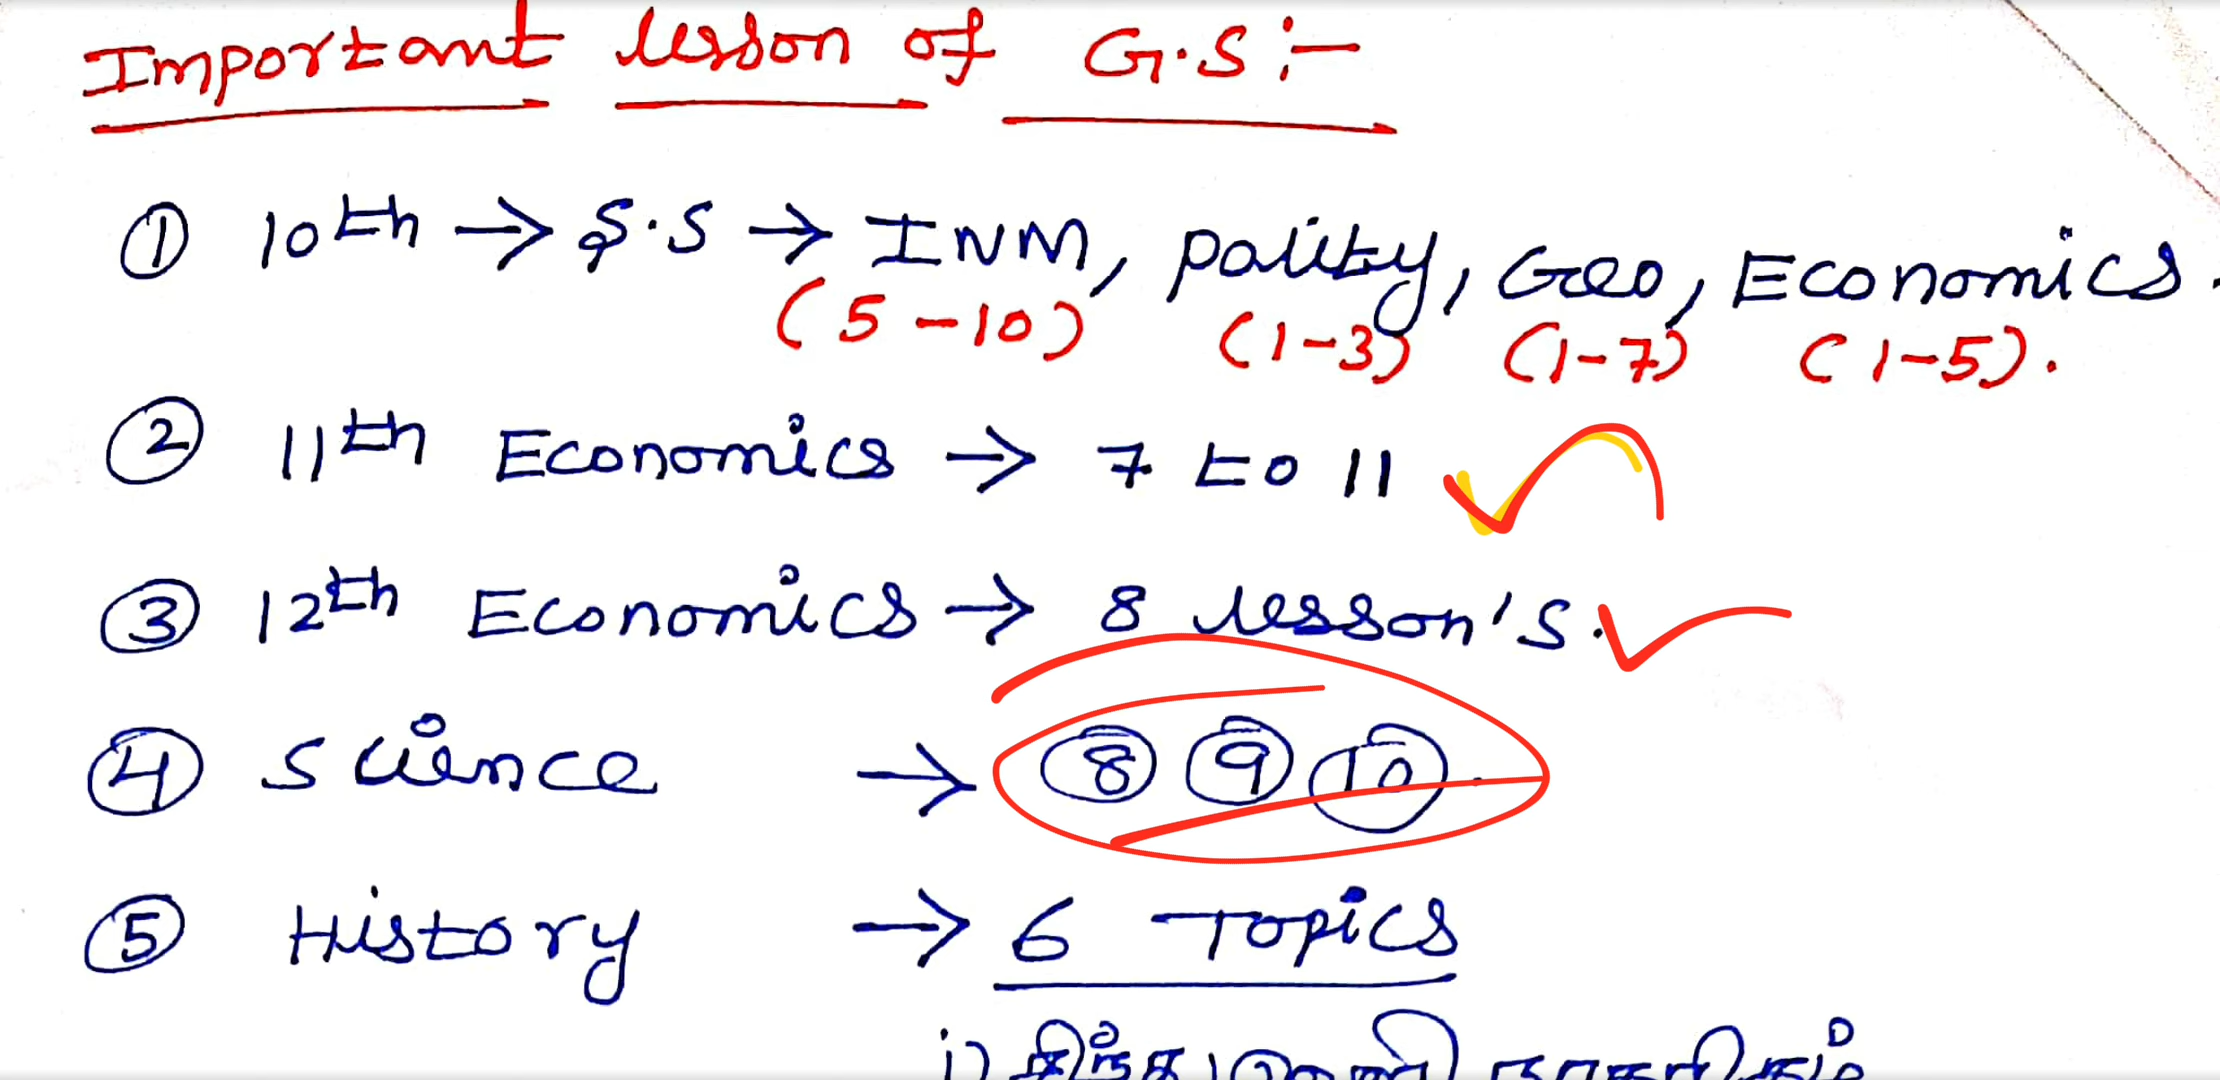 Important lesson of G.S:-
① 10th → S.S → INM, Polity, Geo, Economics.
(5-10) (1-3) (1-7) (1-5).
② 11th Economics → 7 to 11
③ 12th Economics → 8 lesson's.
④ Science → ⑧ ⑨ ⑩.
⑤ History → 6 Topics
i)